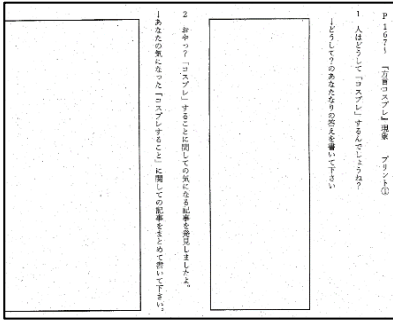 P167～ 『方言コスプレ』現象 プリント①
1 人はどうして「コスプレ」するんでしょうね？
↓どうして？のあなたなりの答えを書いて下さい
2 おやっ？「コスプレ」することに関しての気になる記事を発見しましたよ。
↓あなたの気になった「コスプレすること」に関しての記事をまとめて書いて下さい。